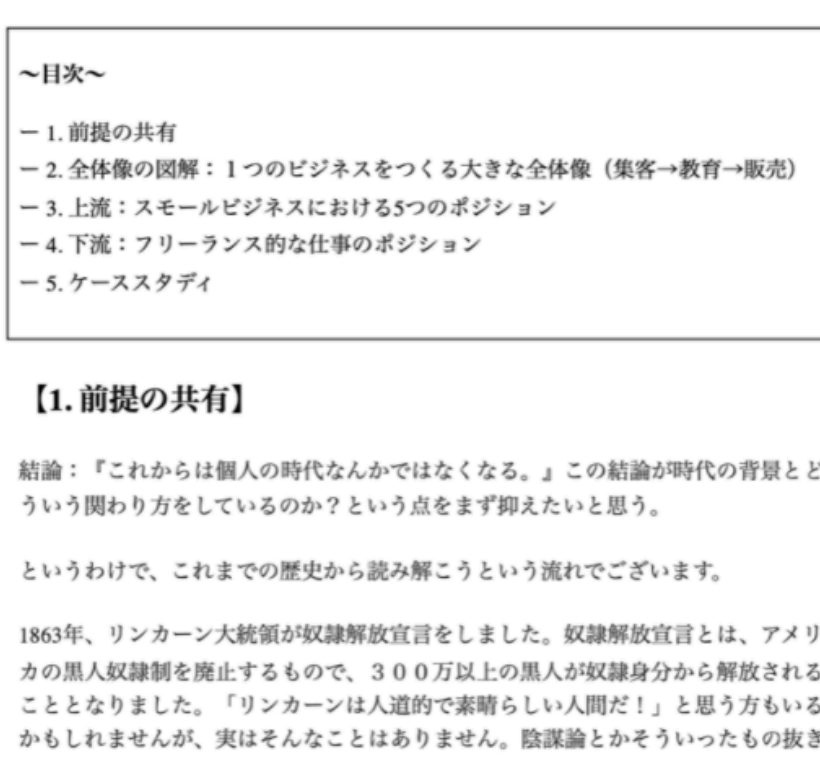 〜目次〜
ー 1. 前提の共有
ー 2. 全体像の図解：１つのビジネスをつくる大きな全体像（集客→教育→販売）
ー 3. 上流：スモールビジネスにおける5つのポジション
ー 4. 下流：フリーランス的な仕事のポジション
ー 5. ケーススタディ
【1. 前提の共有】
結論：『これからは個人の時代なんかではなくなる。』この結論が時代の背景とど
ういう関わり方をしているのか？という点をまず抑えたいと思う。
というわけで、これまでの歴史から読み解こうという流れでございます。
1863年、リンカーン大統領が奴隷解放宣言をしました。奴隷解放宣言とは、アメリ
カの黒人奴隷制を廃止するもので、３００万以上の黒人が奴隷身分から解放される
こととなりました。「リンカーンは人道的で素晴らしい人間だ！」と思う方もいる
かもしれませんが、実はそんなことはありません。陰謀論とかそういったもの抜き